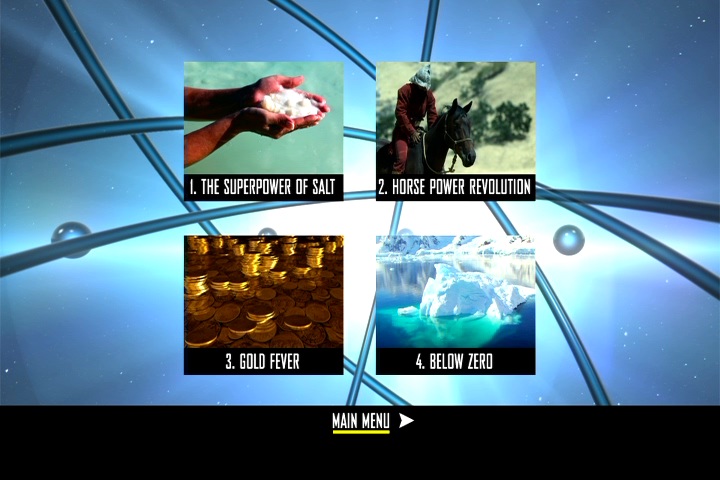 1. THE SUPERPOWER OF SALT
2. HORSE POWER REVOLUTION
3. GOLD FEVER
4. BELOW ZERO
MAIN MENU